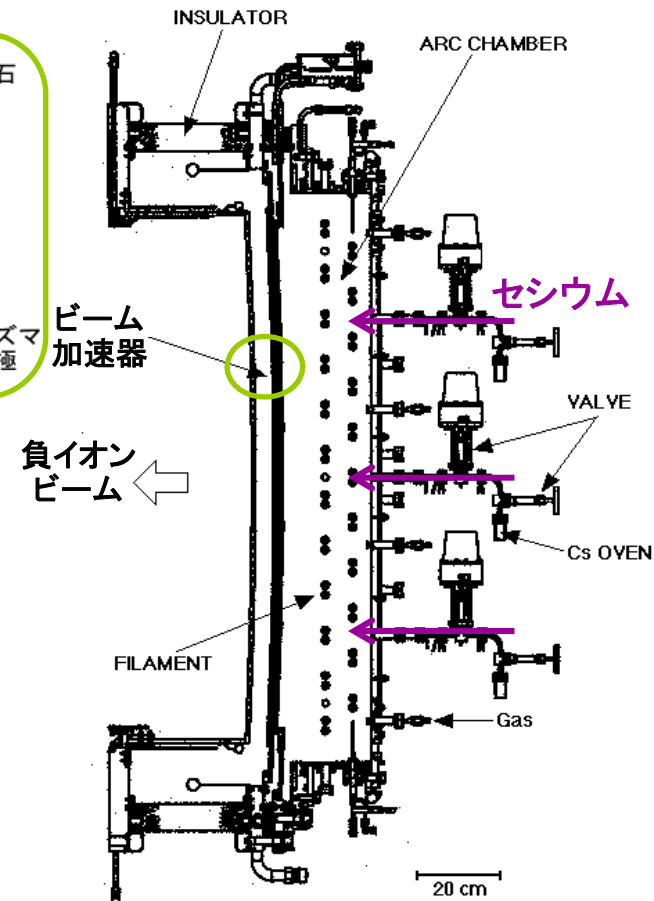 INSULATOR
ARC CHAMBER
石
セシウム
ズマ
極
ビーム
加速器
VALVE
負イオン
ビーム
Cs OVEN
FILAMENT
Gas
20 cm